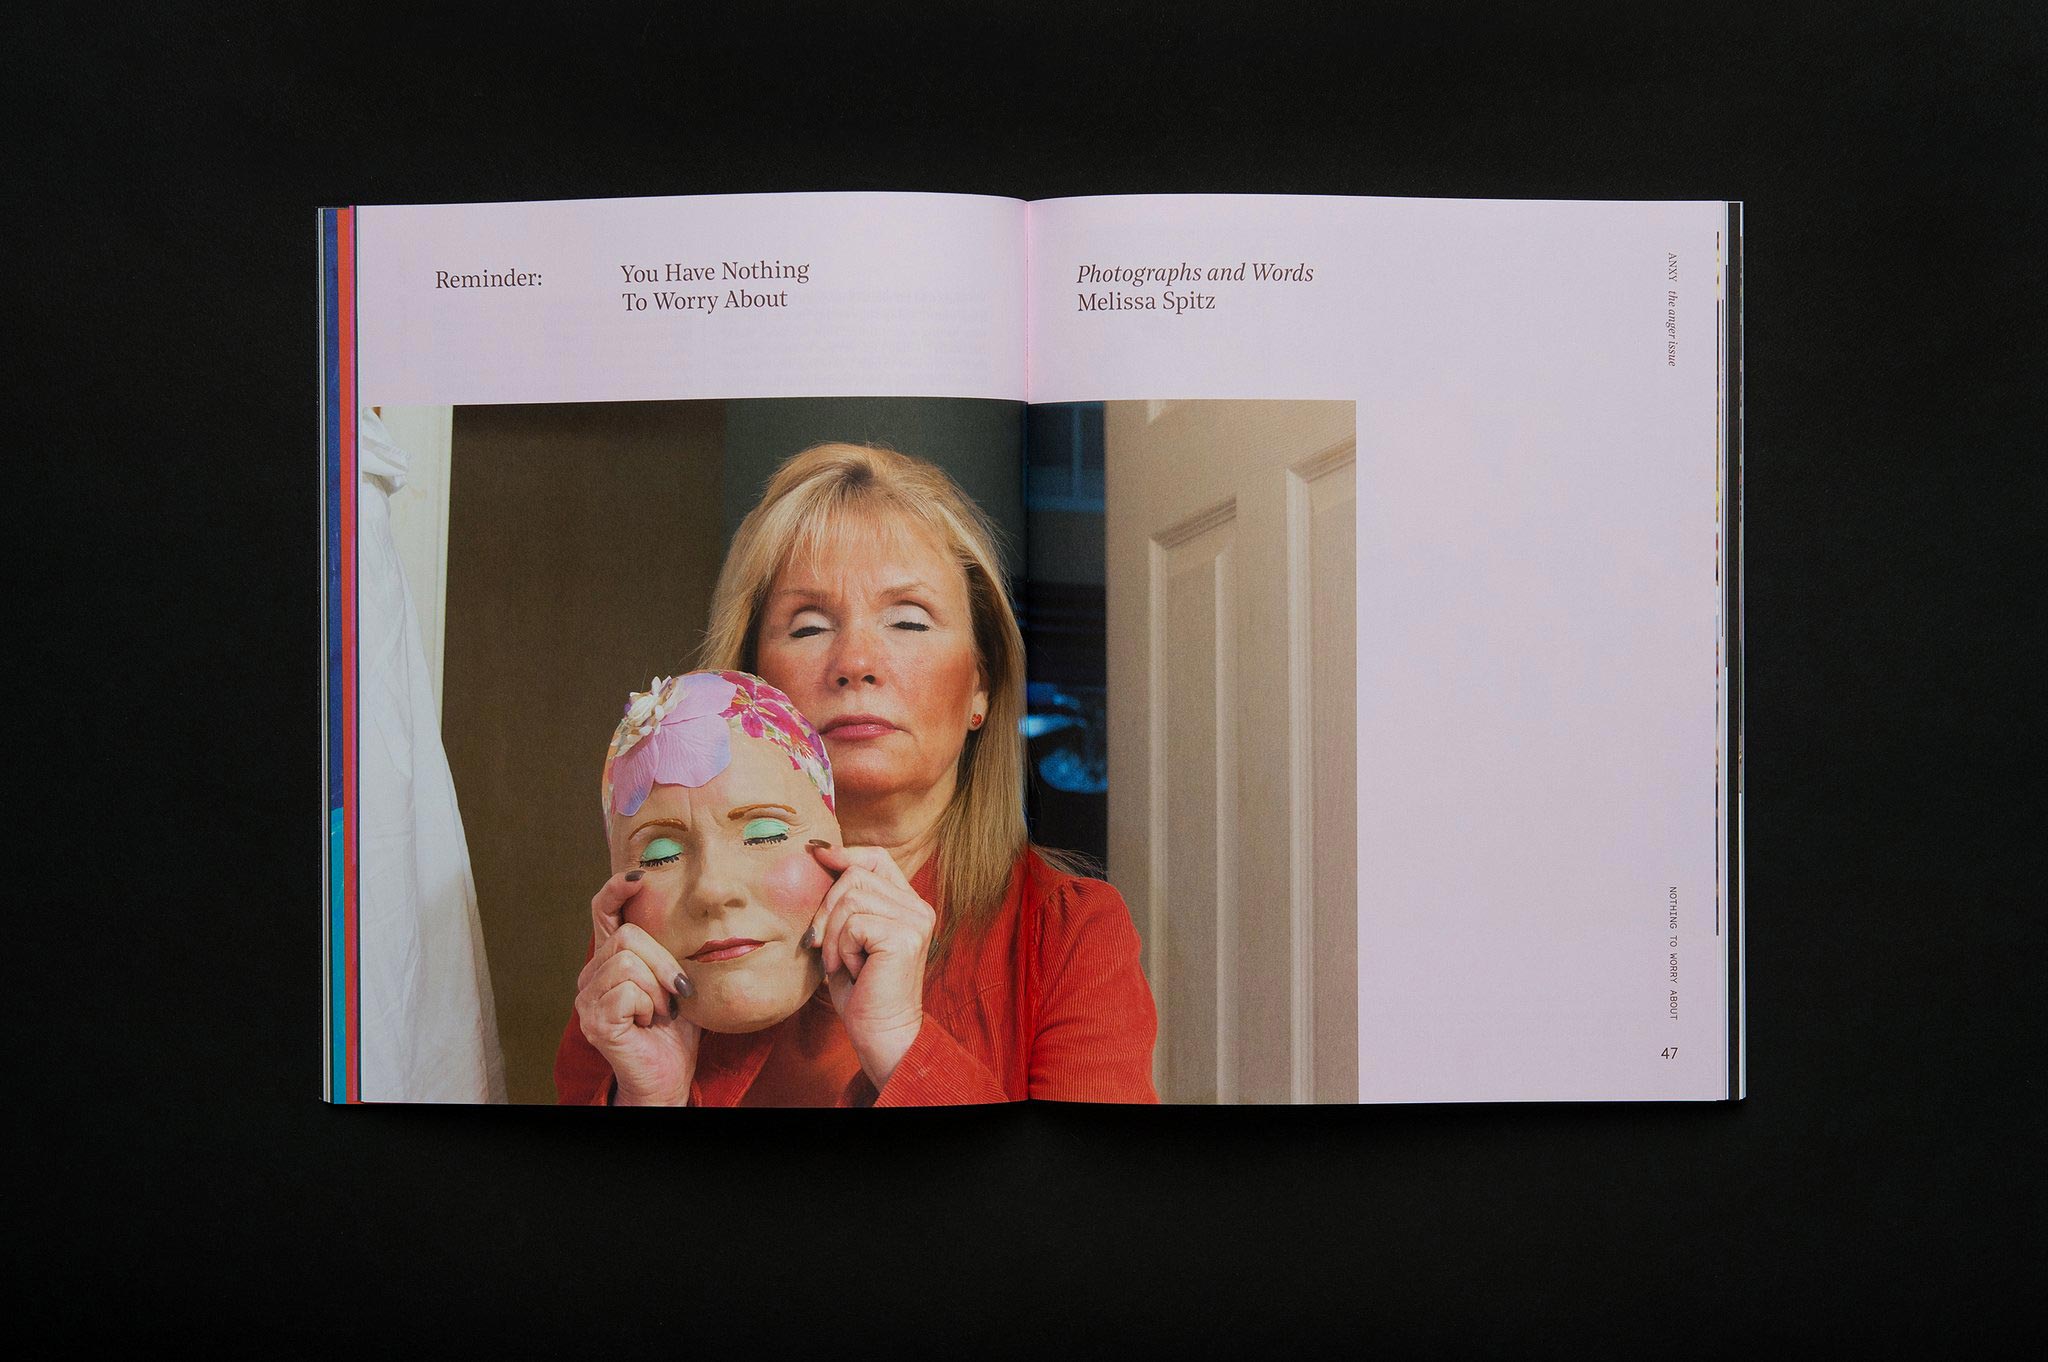 Reminder:
You Have Nothing
To Worry About
Photographs and Words
Melissa Spitz
ANXY the anger issue
NOTHING TO WORRY ABOUT
47